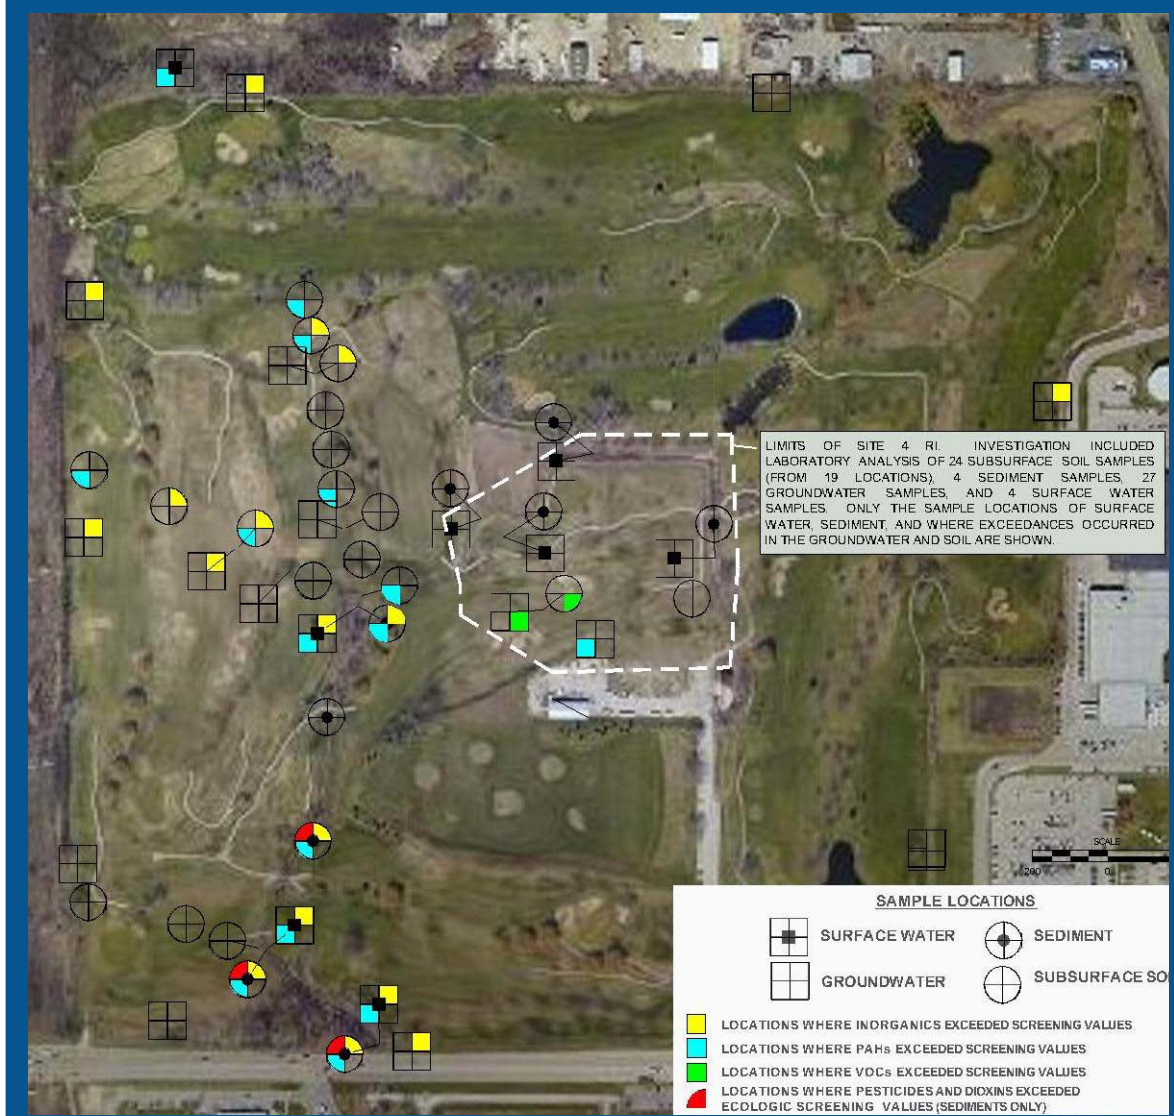 LIMITS OF SITE 4 RI. INVESTIGATION INCLUDED
LABORATORY ANALYSIS OF 24 SUBSURFACE SOIL SAMPLES
(FROM 19 LOCATIONS), 4 SEDIMENT SAMPLES, 27
GROUNDWATER SAMPLES, AND 4 SURFACE WATER
SAMPLES. ONLY THE SAMPLE LOCATIONS OF SURFACE
WATER, SEDIMENT, AND WHERE EXCEEDANCES OCCURRED
IN THE GROUNDWATER AND SOIL ARE SHOWN.
SCALE
200 0
SAMPLE LOCATIONS
SURFACE WATER
SEDIMENT
GROUNDWATER
SUBSURFACE SOI
LOCATIONS WHERE INORGANICS EXCEEDED SCREENING VALUES
LOCATIONS WHERE PAHs EXCEEDED SCREENING VALUES
LOCATIONS WHERE VOCs EXCEEDED SCREENING VALUES
LOCATIONS WHERE PESTICIDES AND DIOXINS EXCEEDED
ECOLOGIC SCREENING VALUES (SEDIMENTS ONLY)